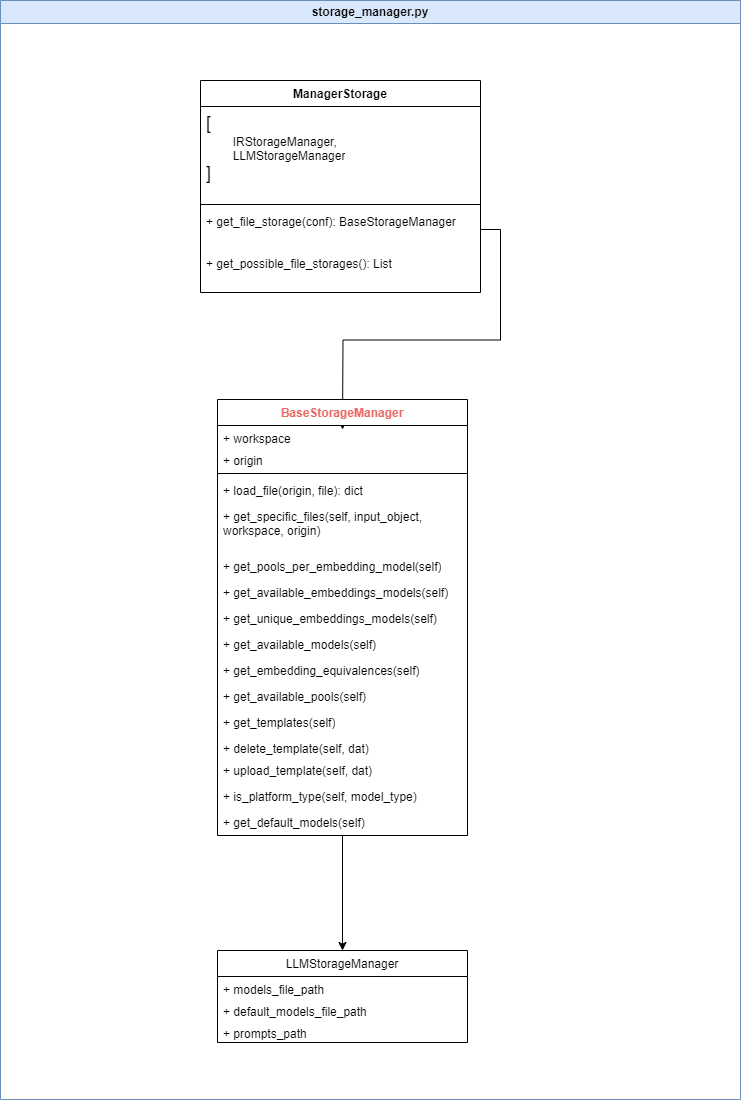 storage_manager.py
ManagerStorage
[
IRStorageManager,
LLMStorageManager
]
+ get_file_storage(conf): BaseStorageManager
+ get_possible_file_storages(): List
BaseStorageManager
+ workspace
+ origin
+ load_file(origin, file): dict
+ get_specific_files(self, input_object,
workspace, origin)
+ get_pools_per_embedding_model(self)
+ get_available_embeddings_models(self)
+ get_unique_embeddings_models(self)
+ get_available_models(self)
+ get_embedding_equivalences(self)
+ get_available_pools(self)
+ get_templates(self)
+ delete_template(self, dat)
+ upload_template(self, dat)
+ is_platform_type(self, model_type)
+ get_default_models(self)
LLMStorageManager
+ models_file_path
+ default_models_file_path
+ prompts_path